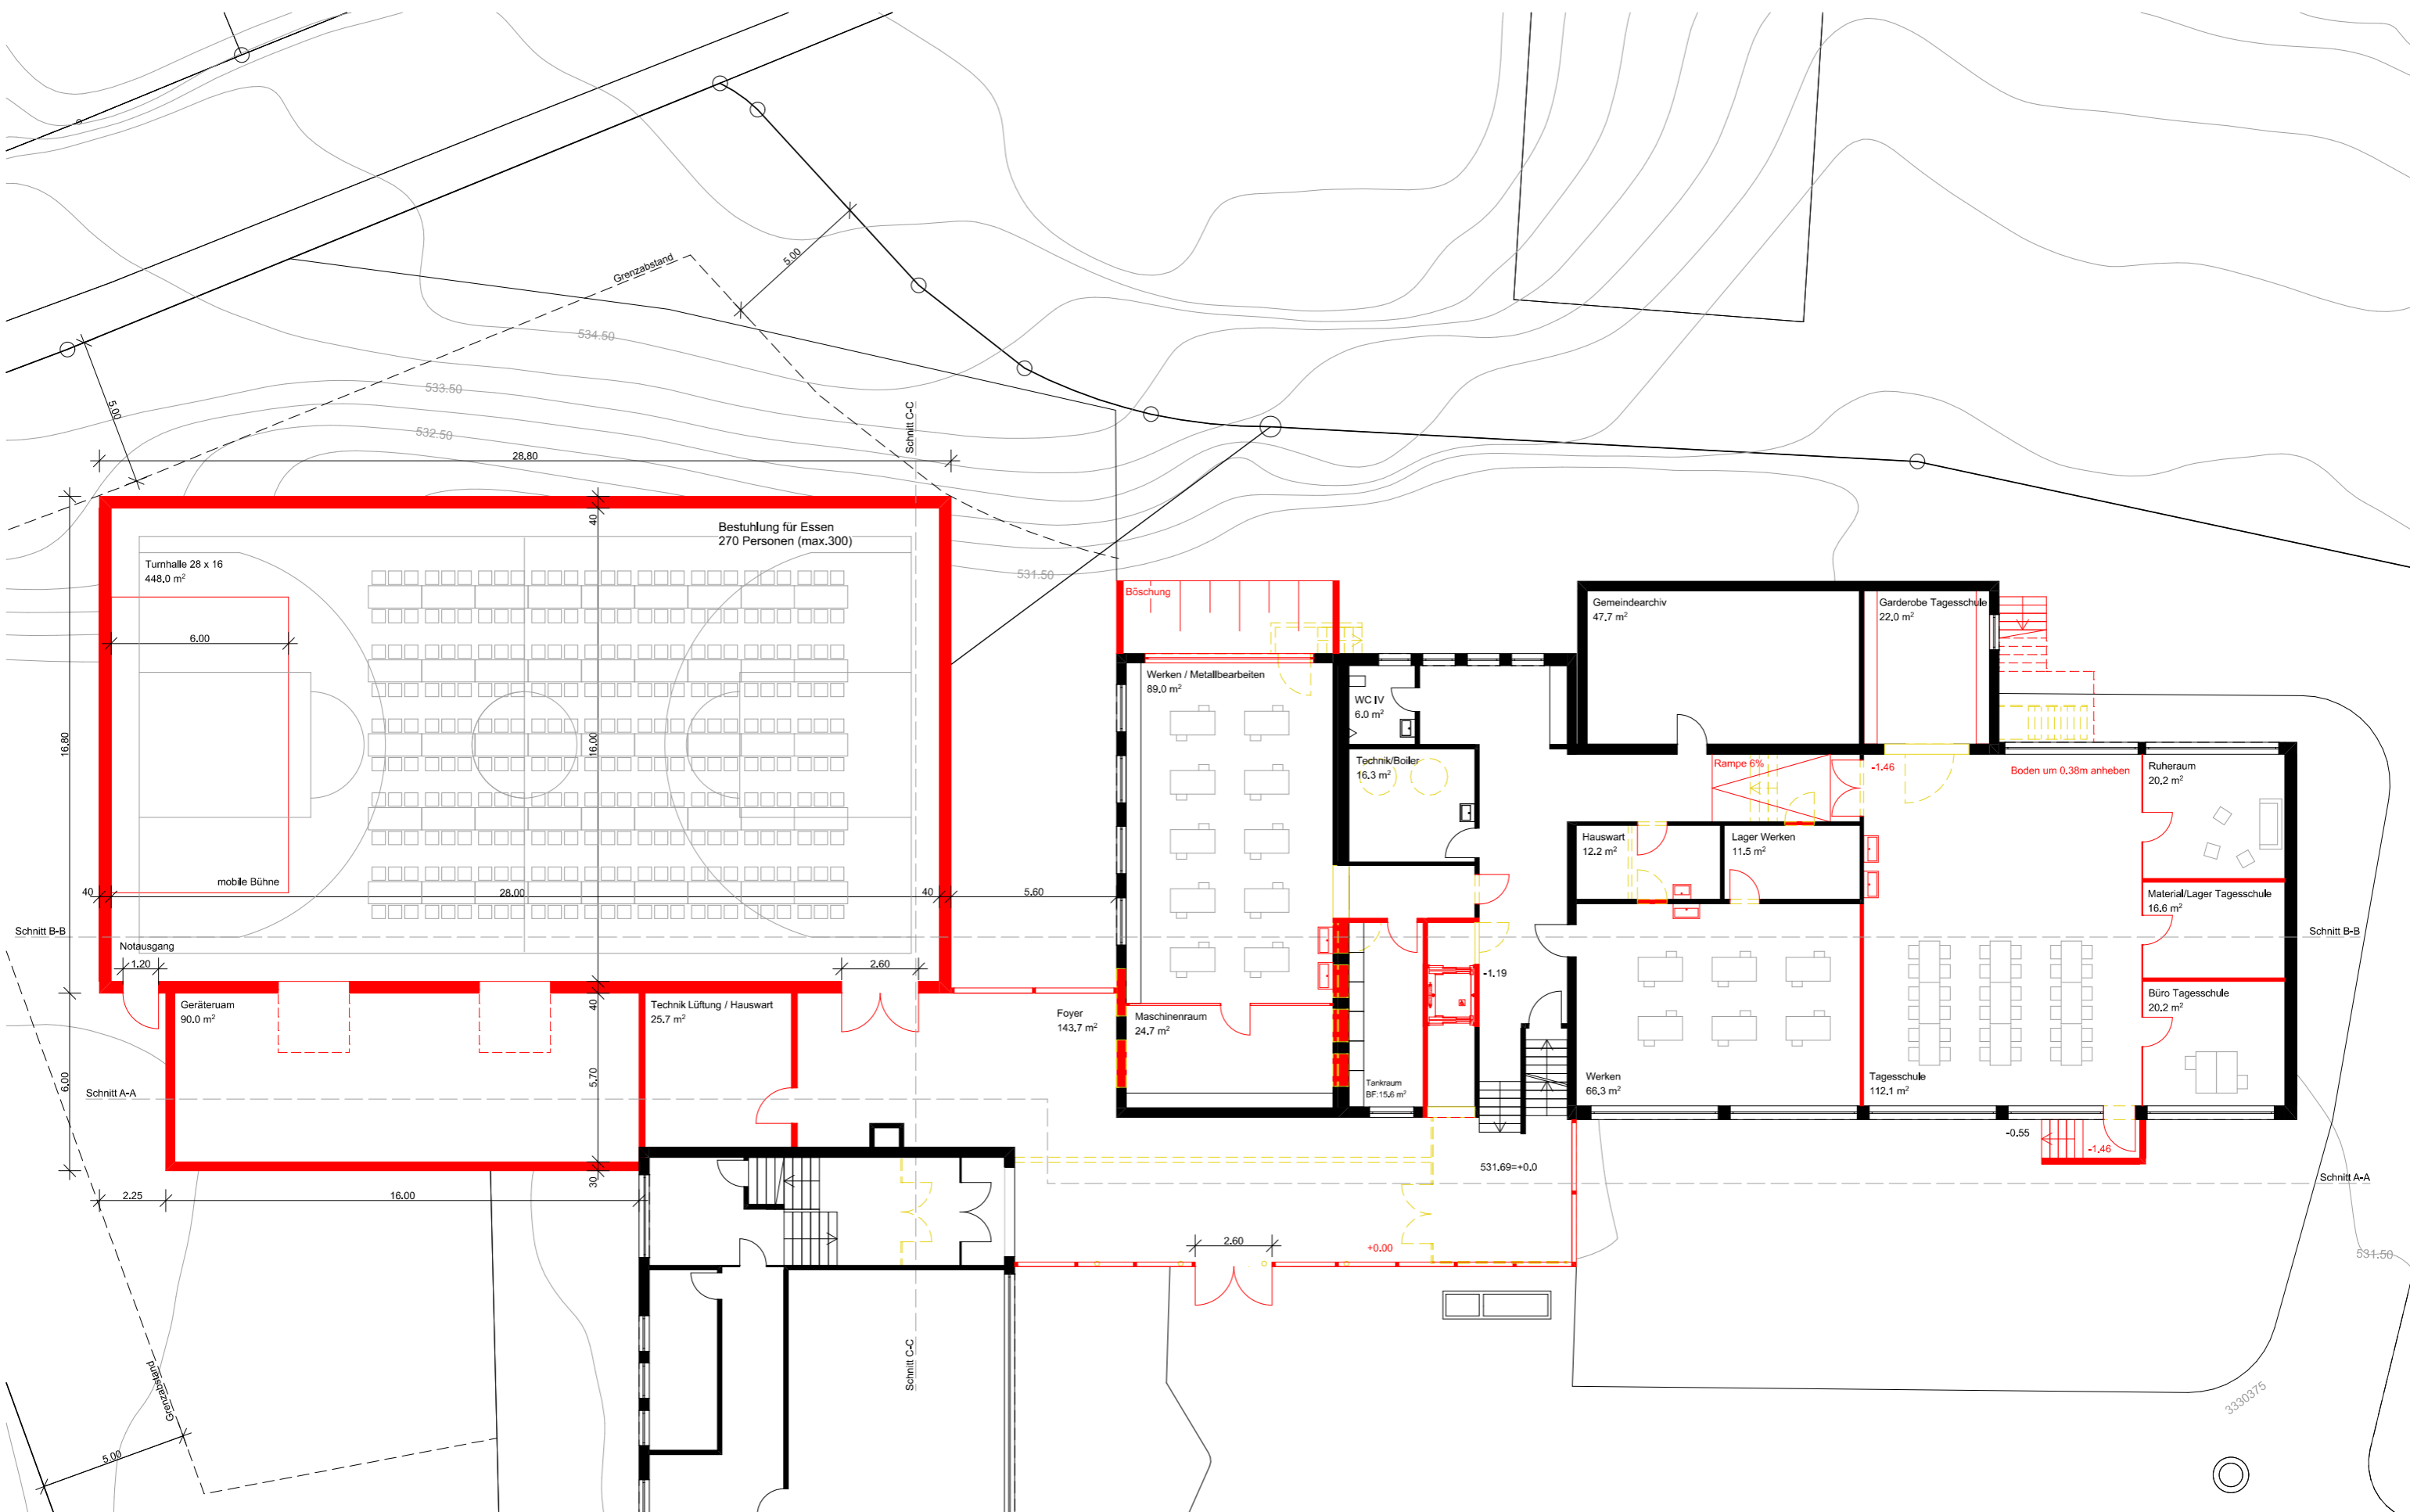 Grenzabstand
5.00
534.50
533.50
5.00
532.50
Schnitt C-C
28.80
40
Bestuhlung für Essen
270 Personen (max.300)
Turnhalle 28 x 16
448.0 m²
531.50
Böschung
Gemeindearchiv
47.7 m²
Garderobe Tagesschule
22.0 m²
6.00
Werken / Metallbearbeiten
89.0 m²
WC IV
6.0 m²
16.80
16.00
Technik/Boiler
16.3 m²
Rampe 6%
-1.46
Boden um 0.38m anheben
Ruheraum
20.2 m²
Hauswart
12.2 m²
Lager Werken
11.5 m²
mobile Bühne
40
28.00
40
5.60
Material/Lager Tagesschule
16.6 m²
Schnitt B-B
Schnitt B-B
Notausgang
1.20
2.60
-1.19
Geräteruam
90.0 m²
40
Technik Lüftung / Hauswart
25.7 m²
Foyer
143.7 m²
Maschinenraum
24.7 m²
Büro Tagesschule
20.2 m²
6.00
5.70
Tankraum
BF:15.6 m²
Werken
66.3 m²
Tagesschule
112.1 m²
Schnitt A-A
-0.55
-1.46
30
531.69=+0.0
Schnitt A-A
2.25
16.00
2.60
+0.00
531.50
Schnitt C-C
Grenzabstand
3330375
5.00